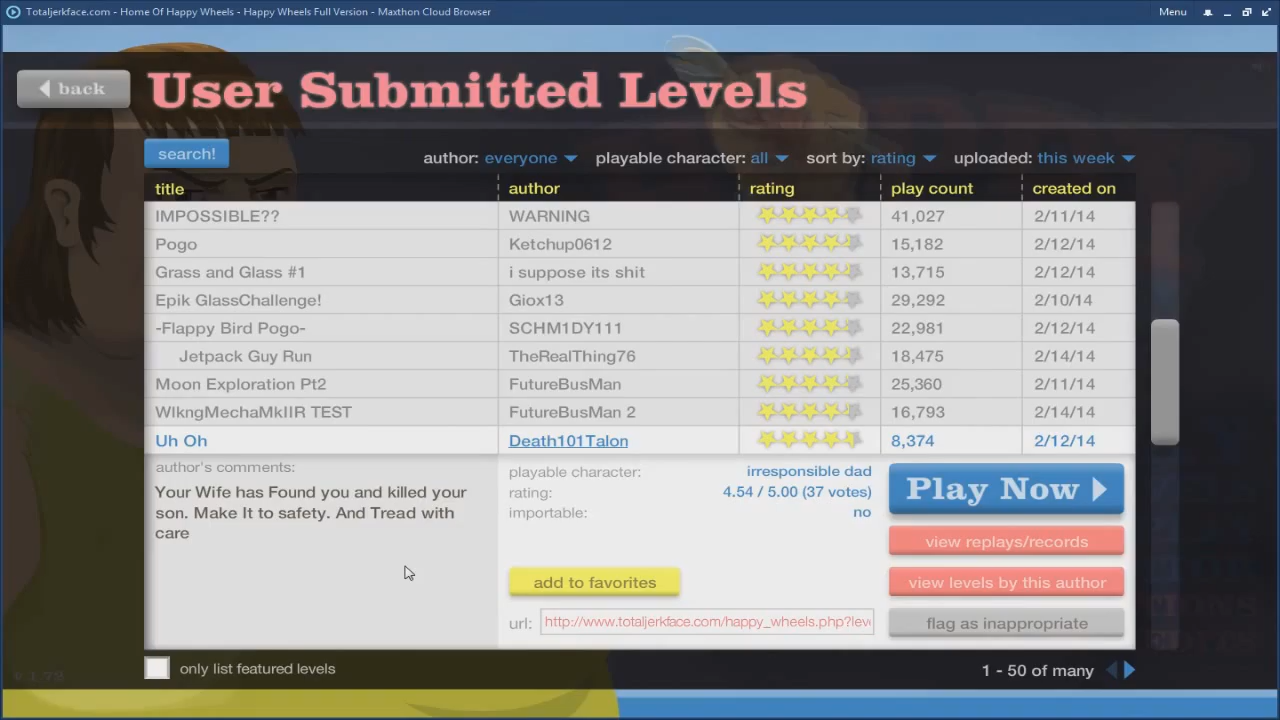 Totaljerkface.com - Home Of Happy Wheels - Happy Wheels Full Version - Maxthon Cloud Browser Menu
back User Submitted Levels
search! author: everyone playable character: all sort by: rating uploaded: this week
title author rating play count created on
IMPOSSIBLE?? WARNING 41,027 2/11/14
Pogo Ketchup0612 15,182 2/12/14
Grass and Glass #1 i suppose its shit 13,715 2/12/14
Epik GlassChallenge! Giox13 29,292 2/10/14
-Flappy Bird Pogo- SCHM1DY111 22,981 2/12/14
Jetpack Guy Run TheRealThing76 18,475 2/14/14
Moon Exploration Pt2 FutureBusMan 25,360 2/11/14
WlkngMechaMkIIR TEST FutureBusMan 2 16,793 2/14/14
Uh Oh Death101Talon 8,374 2/12/14
author's comments:
Your Wife has Found you and killed your
son. Make It to safety. And Tread with
care
playable character: irresponsible dad
rating: 4.54 / 5.00 (37 votes)
importable: no
add to favorites
url: http://www.totaljerkface.com/happy_wheels.php?leve
Play Now
view replays/records
view levels by this author
flag as inappropriate
only list featured levels 1 - 50 of many
v 1.78